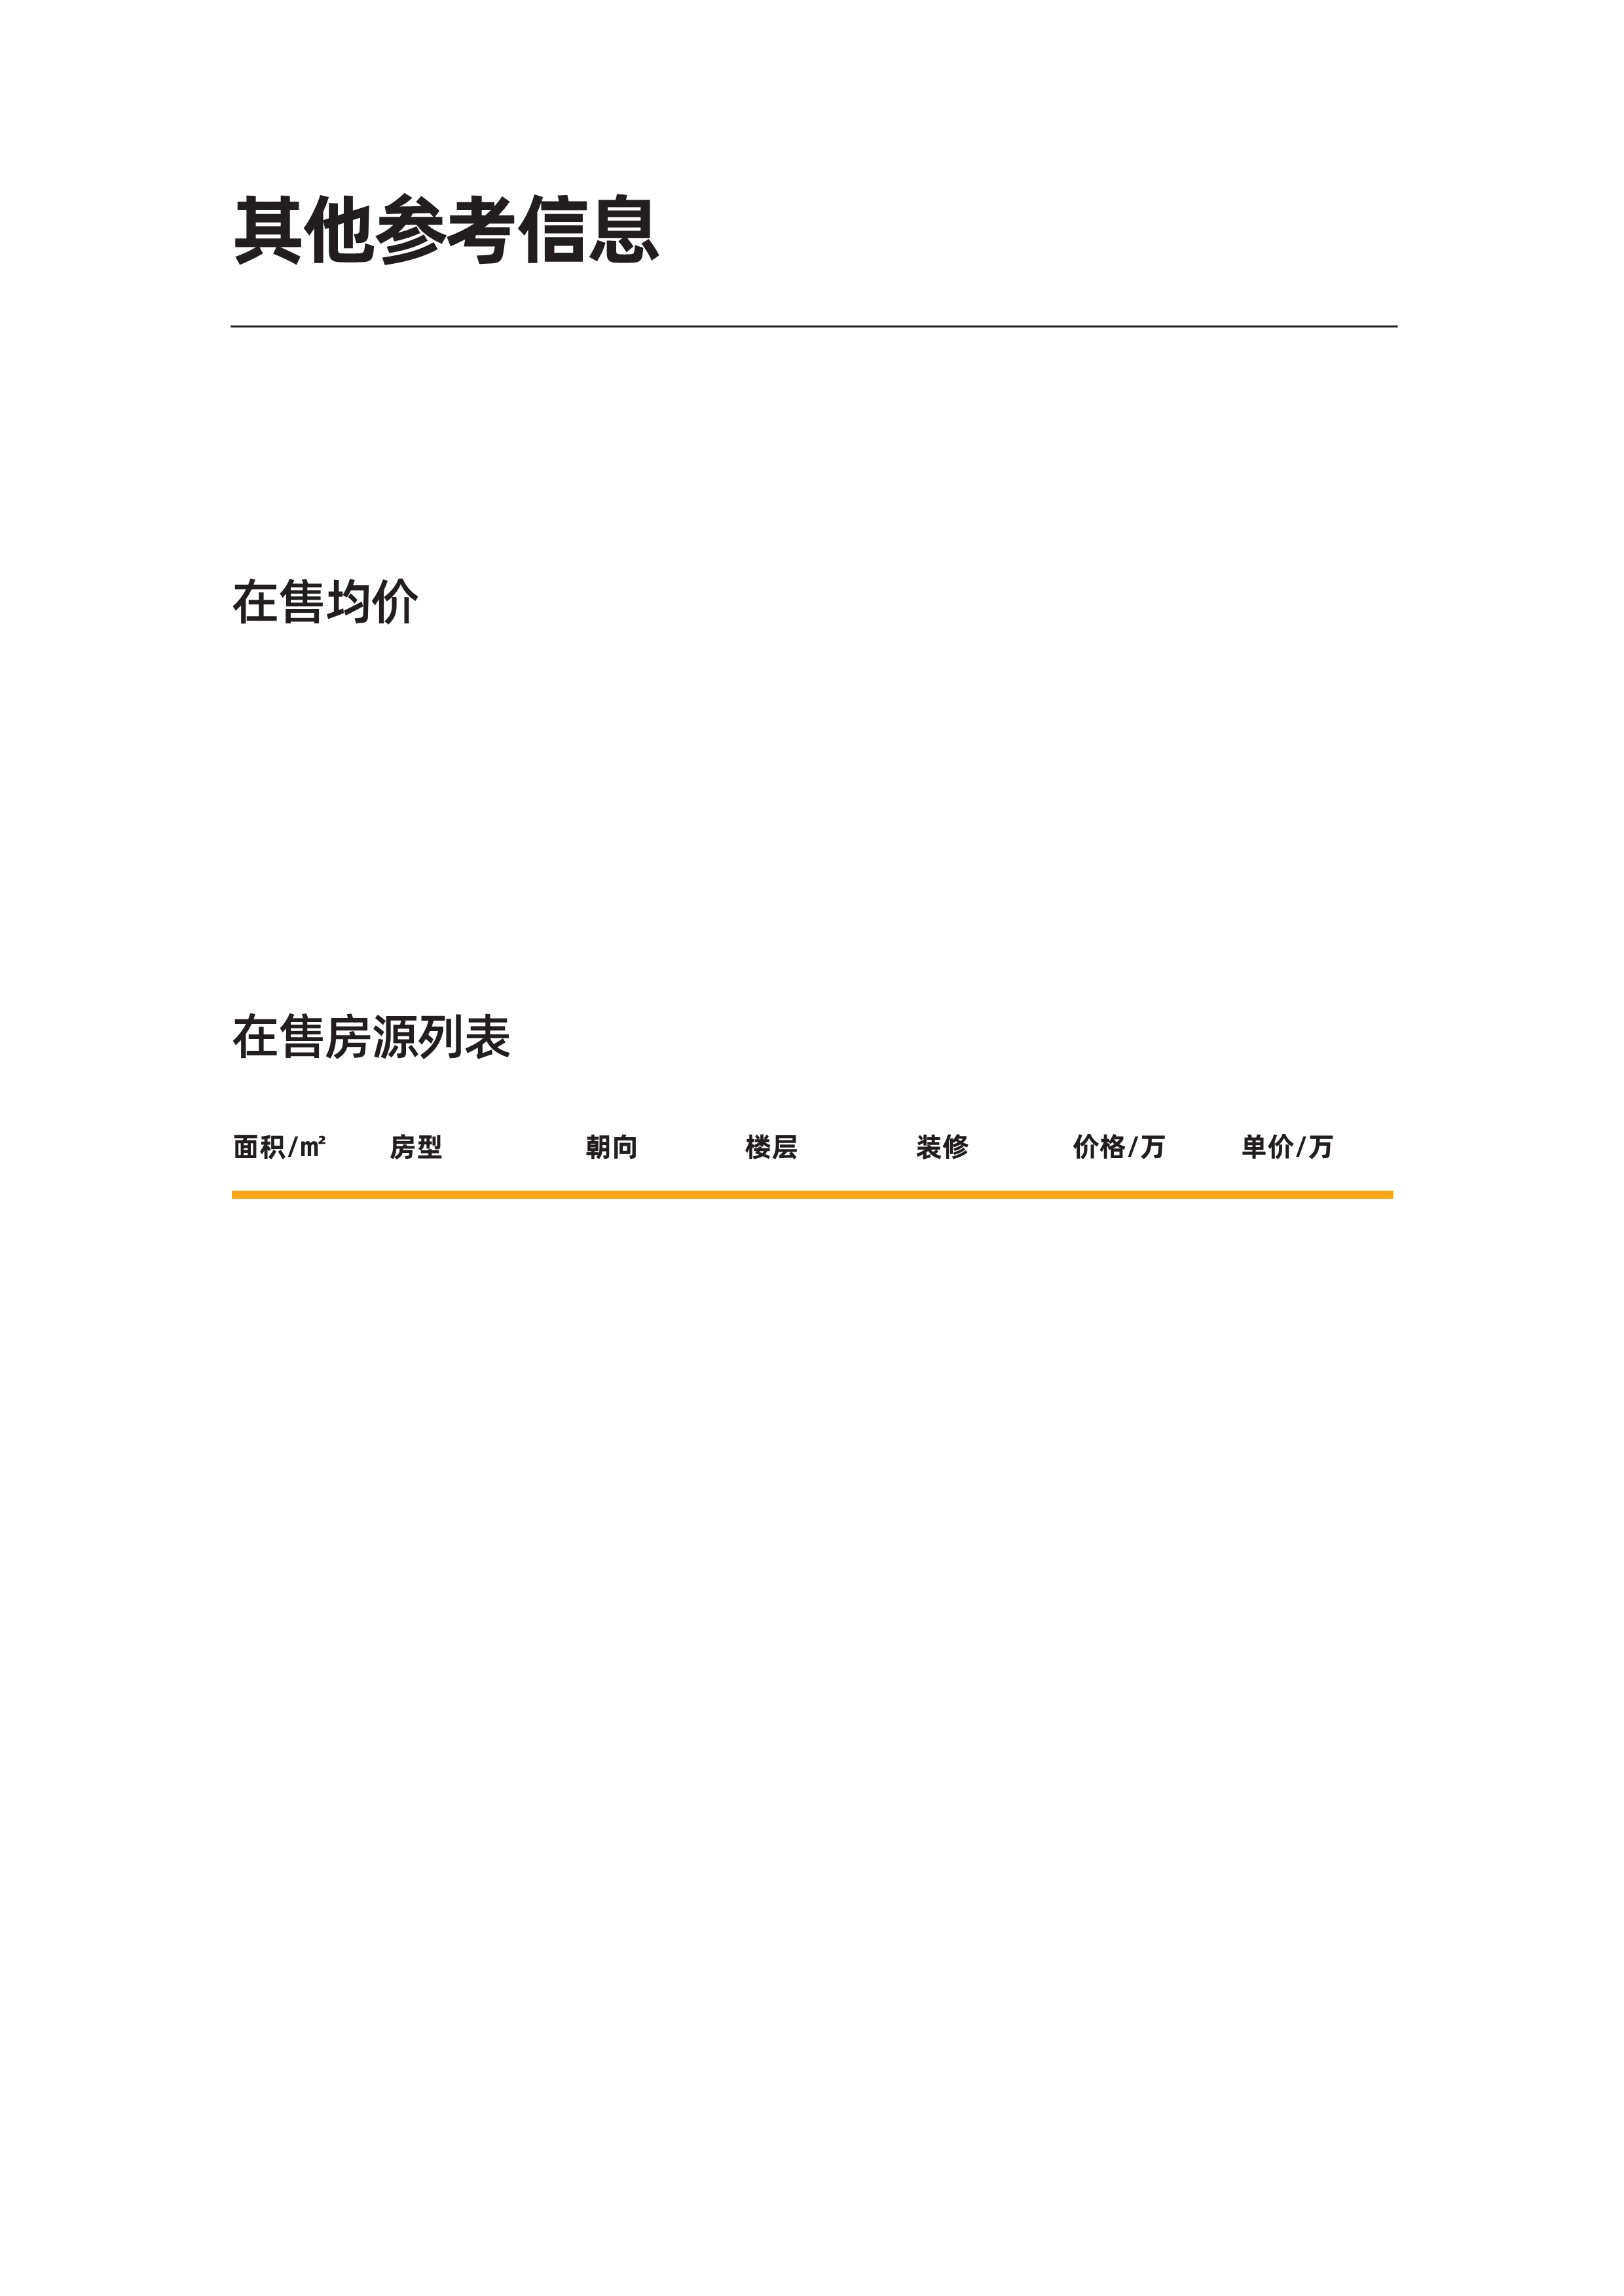 其他参考信息
在售均价
在售房源列表
面积/㎡ 房型 朝向 楼层 装修 价格/万 单价/万